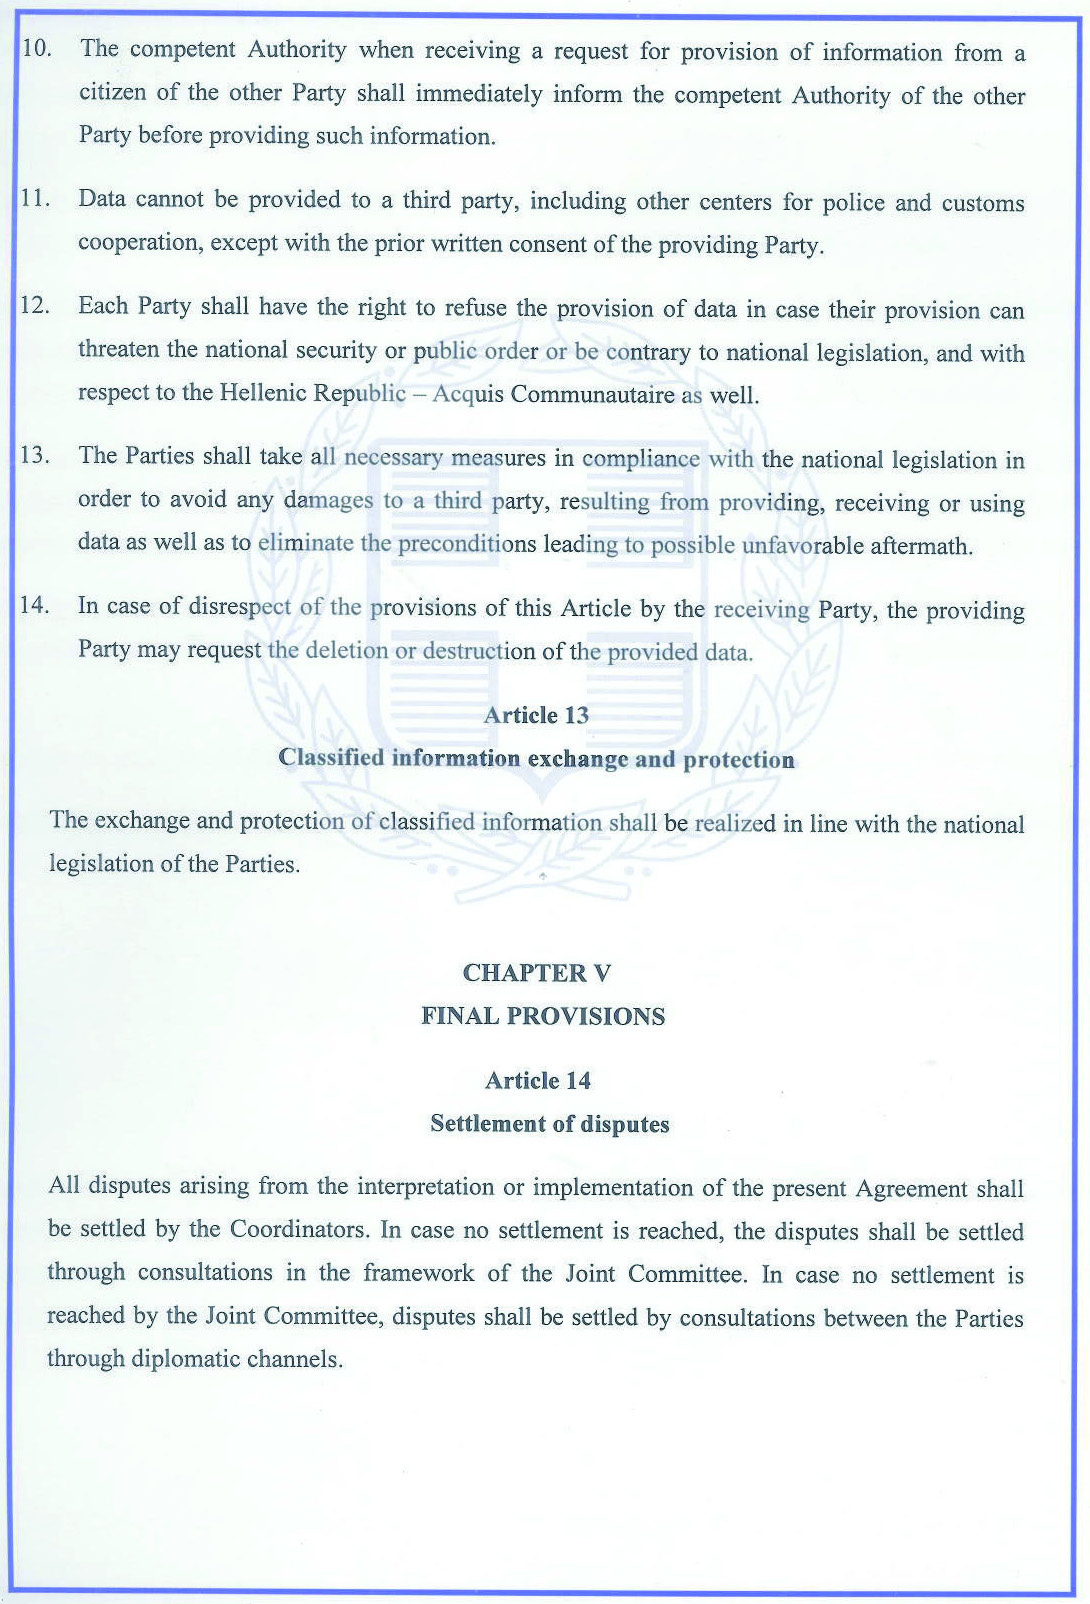 10. The competent Authority when receiving a request for provision of information from a
citizen of the other Party shall immediately inform the competent Authority of the other
Party before providing such information.
11. Data cannot be provided to a third party, including other centers for police and customs
cooperation, except with the prior written consent of the providing Party.
12. Each Party shall have the right to refuse the provision of data in case their provision can
threaten the national security or public order or be contrary to national legislation, and with
respect to the Hellenic Republic – Acquis Communautaire as well.
13. The Parties shall take all necessary measures in compliance with the national legislation in
order to avoid any damages to a third party, resulting from providing, receiving or using
data as well as to eliminate the preconditions leading to possible unfavorable aftermath.
14. In case of disrespect of the provisions of this Article by the receiving Party, the providing
Party may request the deletion or destruction of the provided data.
Article 13
Classified information exchange and protection
The exchange and protection of classified information shall be realized in line with the national
legislation of the Parties.
CHAPTER V
FINAL PROVISIONS
Article 14
Settlement of disputes
All disputes arising from the interpretation or implementation of the present Agreement shall
be settled by the Coordinators. In case no settlement is reached, the disputes shall be settled
through consultations in the framework of the Joint Committee. In case no settlement is
reached by the Joint Committee, disputes shall be settled by consultations between the Parties
through diplomatic channels.